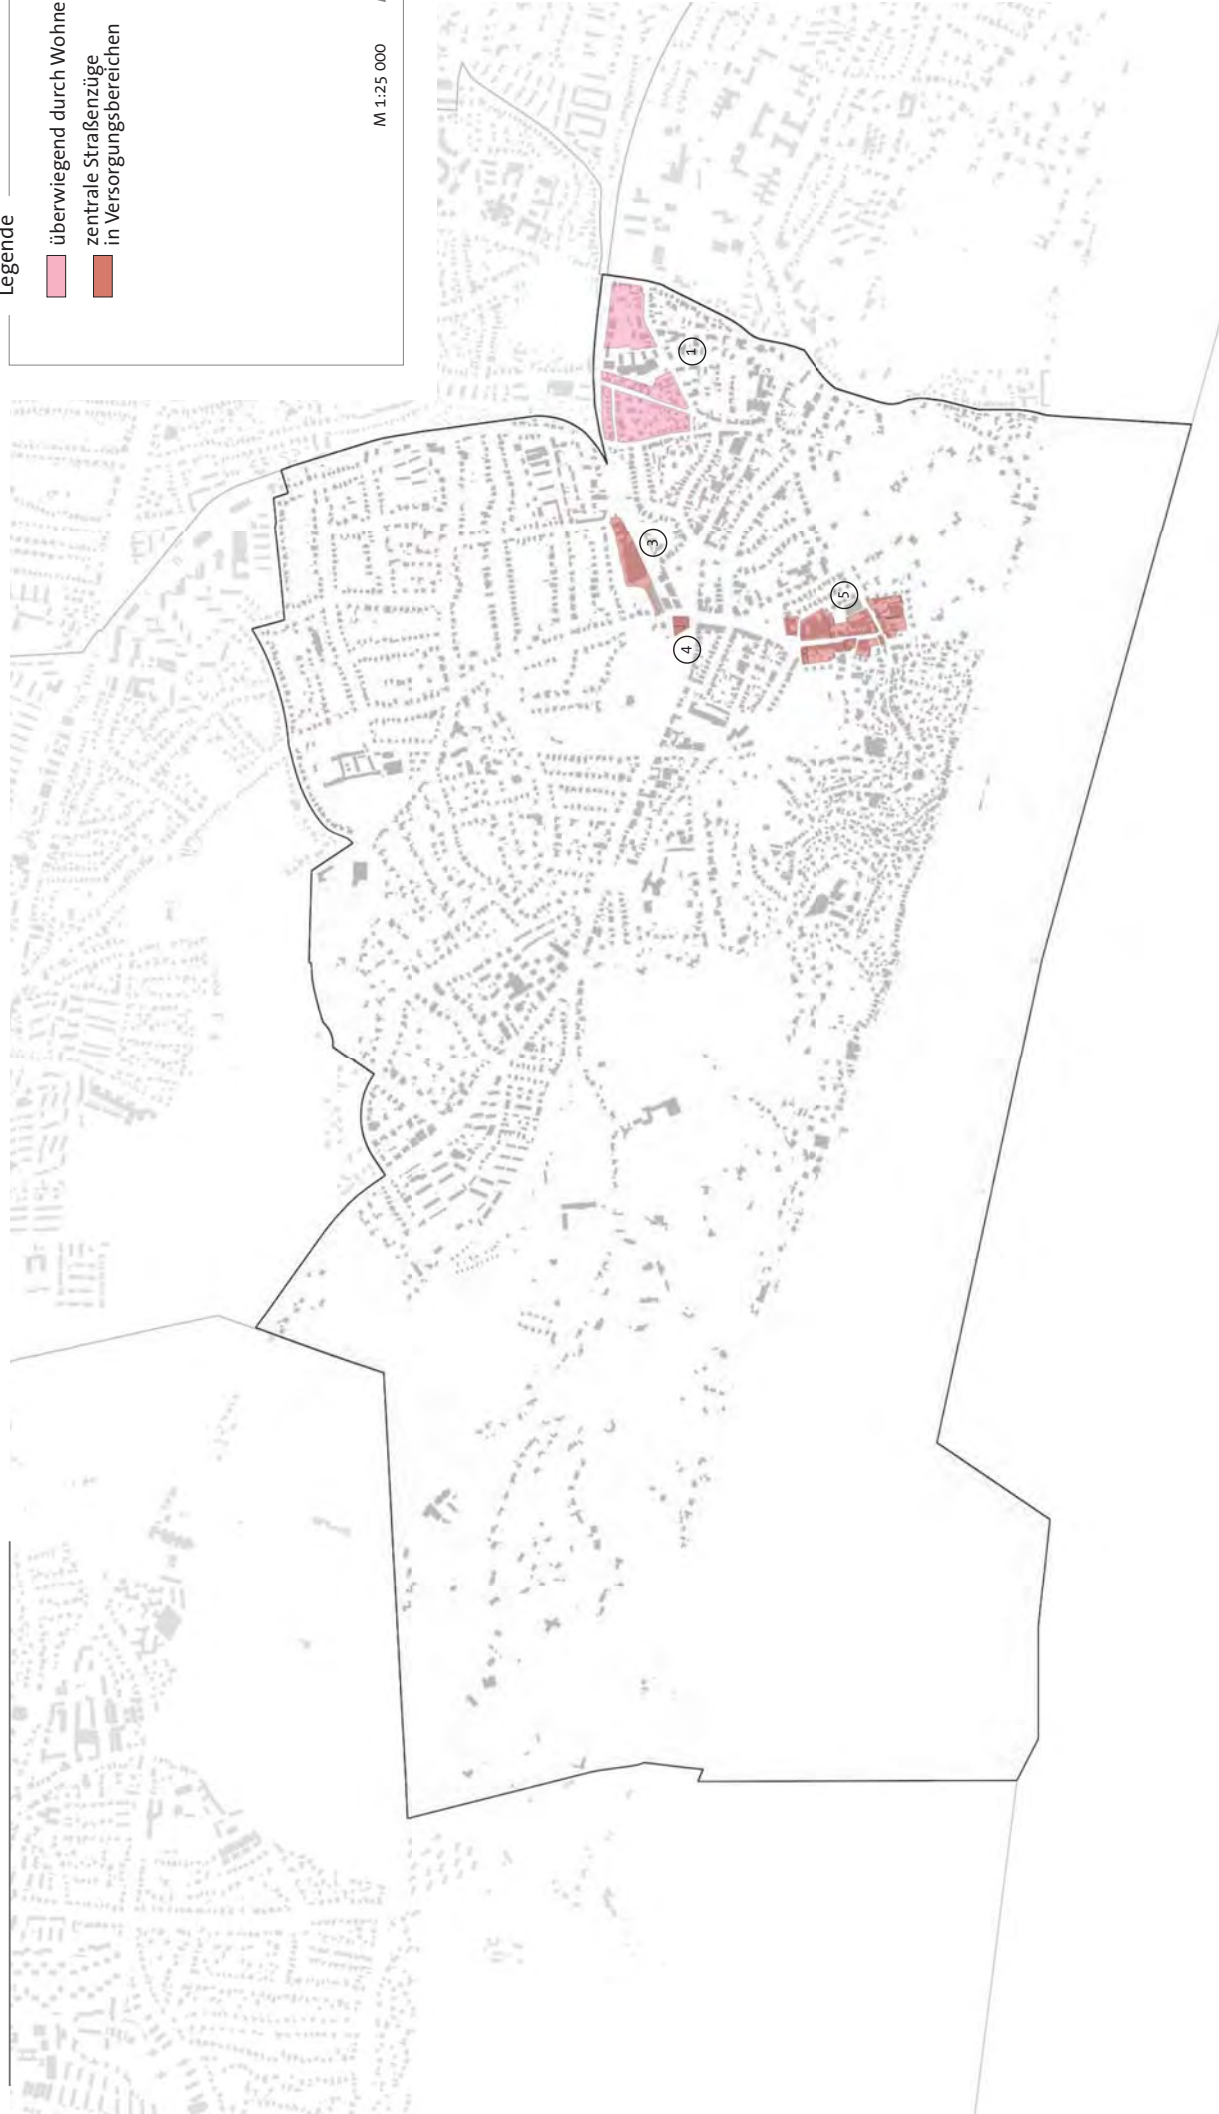 Legende
überwiegend durch Wohne
zentrale Straßenzüge
in Versorgungsbereichen
M 1:25 000
1
3
4
5